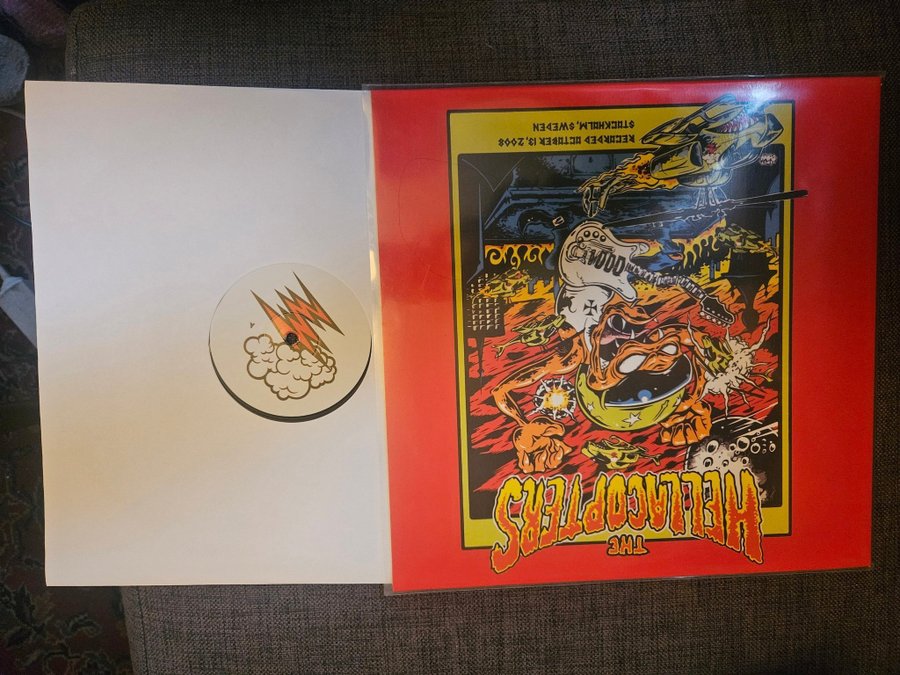 THE
HELLACOPTERS
RECORDED OCTOBER 13, 2008
STOCKHOLM, SWEDEN